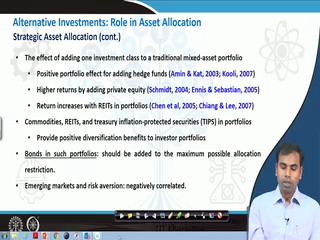 Alternative Investments: Role in Asset Allocation
Strategic Asset Allocation (cont.)
• The effect of adding one investment class to a traditional mixed-asset portfolio
• Positive portfolio effect for adding hedge funds (Amin & Kat, 2003; Kooli, 2007)
• Higher returns by adding private equity (Schmidt, 2004; Ennis & Sebastian, 2005)
• Return increases with REITs in portfolios (Chen et al, 2005; Chiang & Lee, 2007)
• Commodities, REITs, and treasury inflation-protected securities (TIPS) in portfolios
• Provide positive diversification benefits to investor portfolios
• Bonds in such portfolios: should be added to the maximum possible allocation
restriction.
• Emerging markets and risk aversion: negatively correlated.